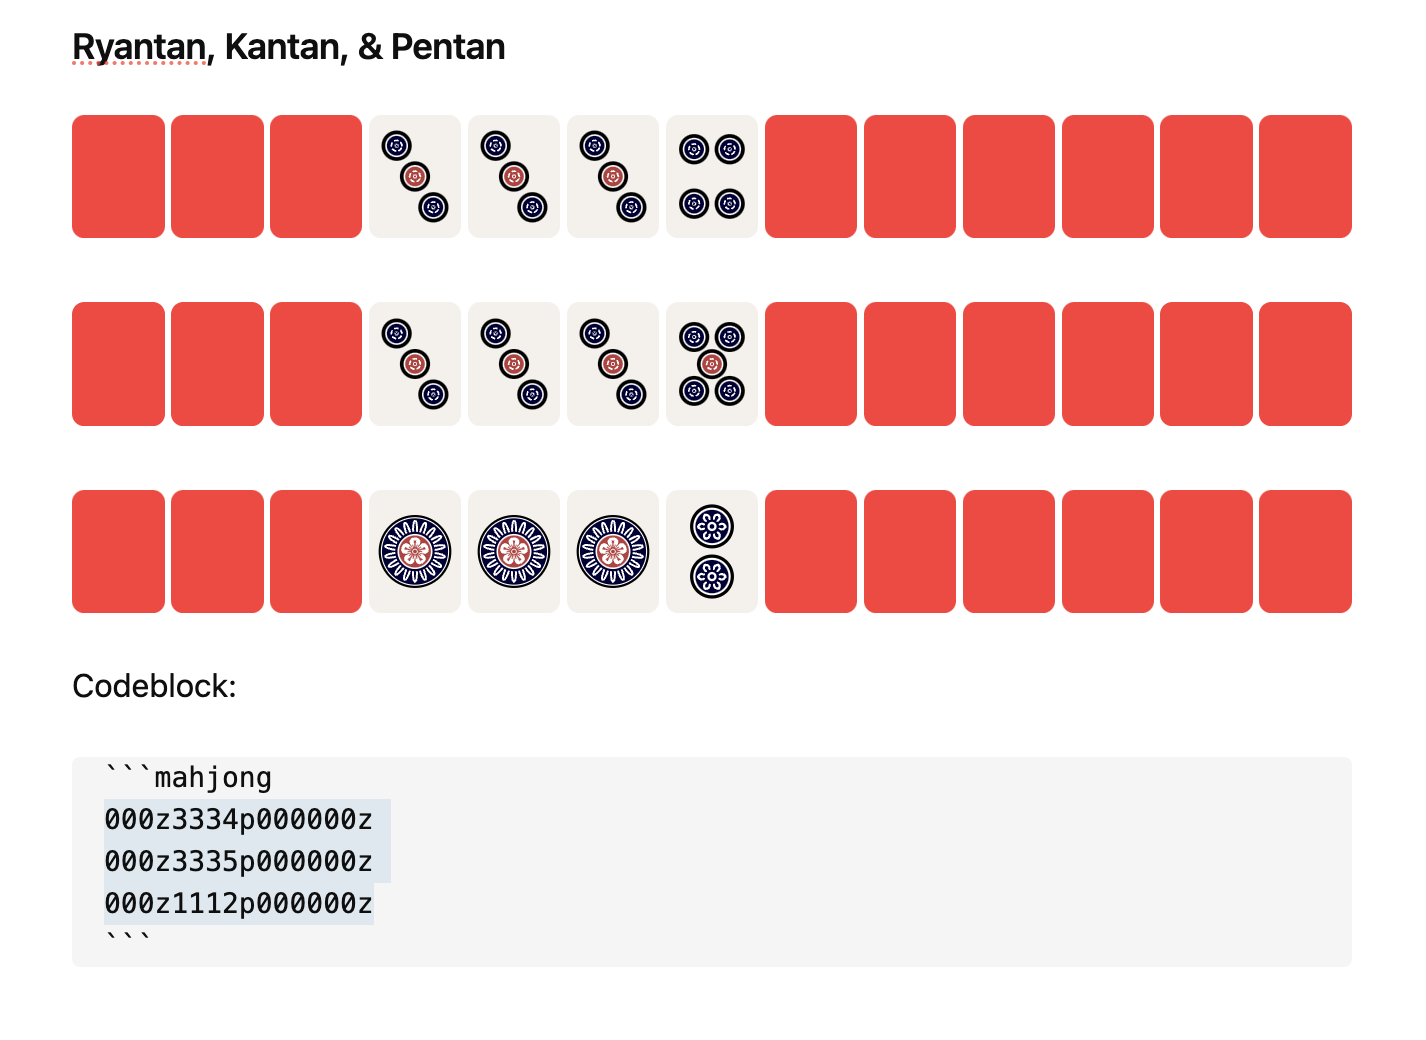 Ryantan, Kantan, & Pentan
Codeblock:
```mahjong
000z3334p000000z
000z3335p000000z
000z1112p000000z
```